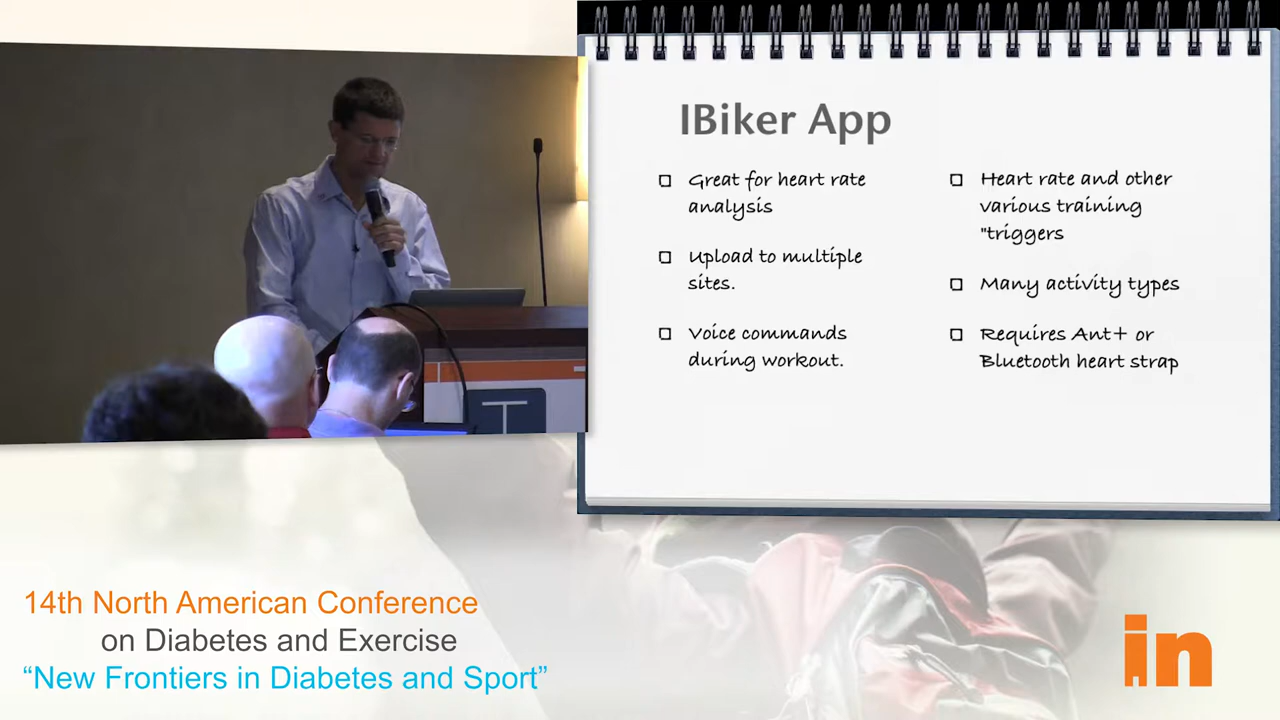 IBiker App
Great for heart rate
analysis
Upload to multiple
sites.
Voice commands
during workout.
Heart rate and other
various training
"triggers
Many activity types
Requires Ant+ or
Bluetooth heart strap
14th North American Conference
on Diabetes and Exercise
“New Frontiers in Diabetes and Sport”
in